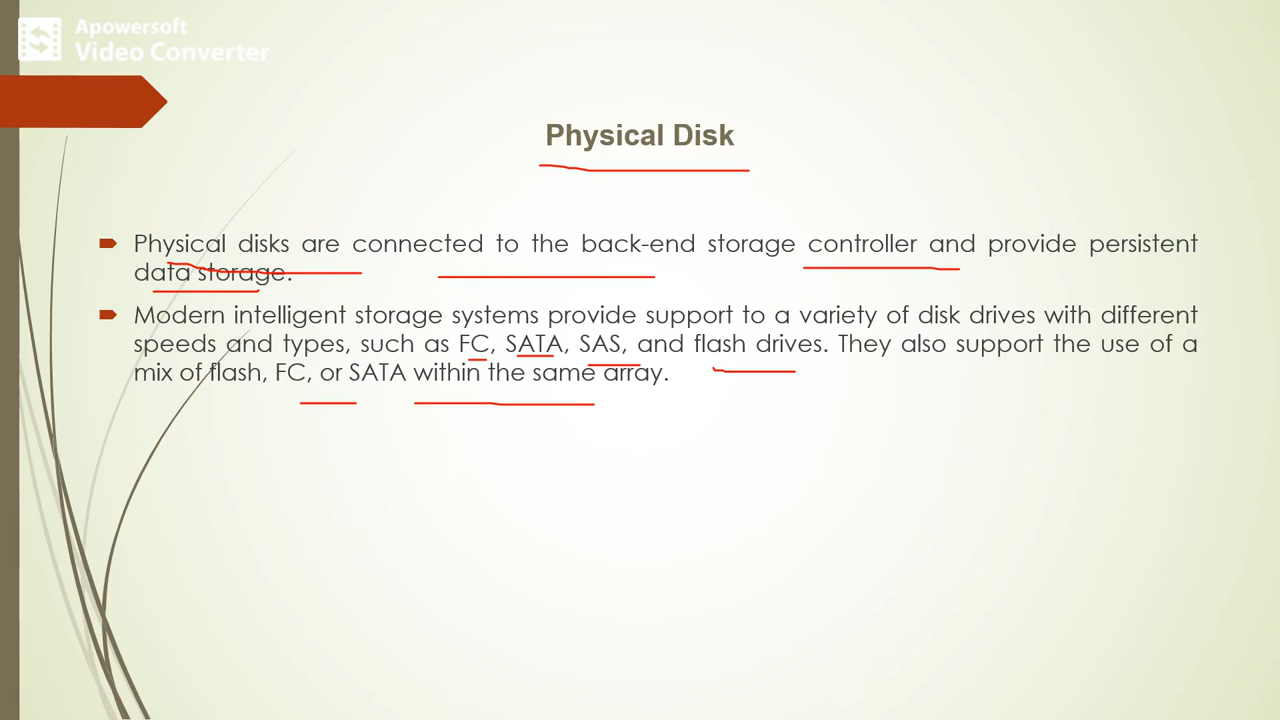 Apowersoft
Video Converter
Physical Disk
Physical disks are connected to the back-end storage controller and provide persistent
data storage.
Modern intelligent storage systems provide support to a variety of disk drives with different
speeds and types, such as FC, SATA, SAS, and flash drives. They also support the use of a
mix of flash, FC, or SATA within the same array.